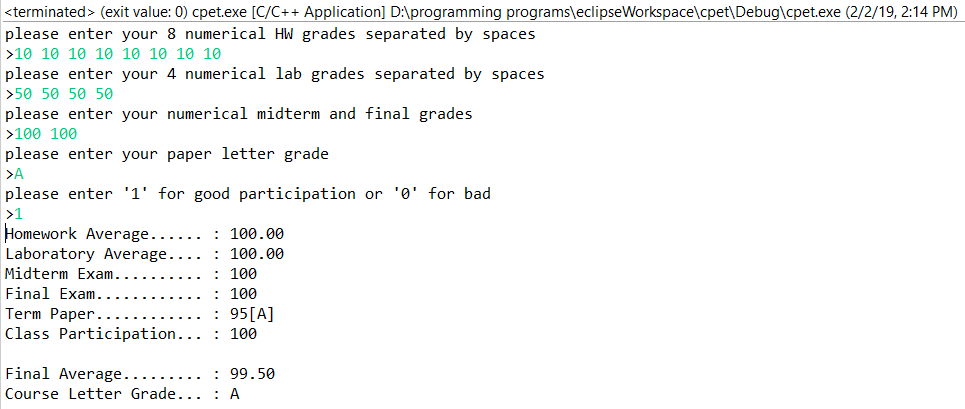 <terminated> (exit value: 0) cpet.exe [C/C++ Application] D:\programming programs\eclipseWorkspace\cpet\Debug\cpet.exe (2/2/19, 2:14 PM)
please enter your 8 numerical HW grades separated by spaces
>10 10 10 10 10 10 10 10
please enter your 4 numerical lab grades separated by spaces
>50 50 50 50
please enter your numerical midterm and final grades
>100 100
please enter your paper letter grade
>A
please enter '1' for good participation or '0' for bad
>1
Homework Average...... : 100.00
Laboratory Average.... : 100.00
Midterm Exam.......... : 100
Final Exam............ : 100
Term Paper............ : 95[A]
Class Participation... : 100
Final Average......... : 99.50
Course Letter Grade... : A